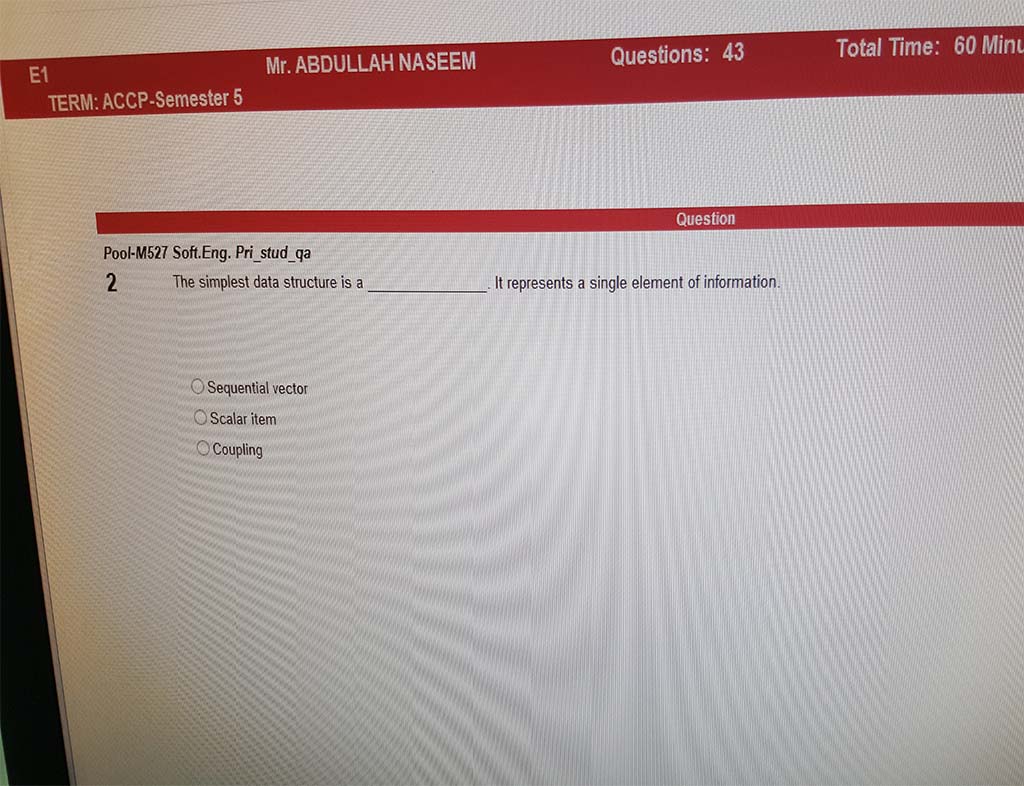 E1 Mr. ABDULLAH NASEEM Questions: 43 Total Time: 60 Minu
TERM: ACCP-Semester 5
Question
Pool-M527 Soft.Eng. Pri_stud_qa
2 The simplest data structure is a ____________. It represents a single element of information.
Sequential vector
Scalar item
Coupling